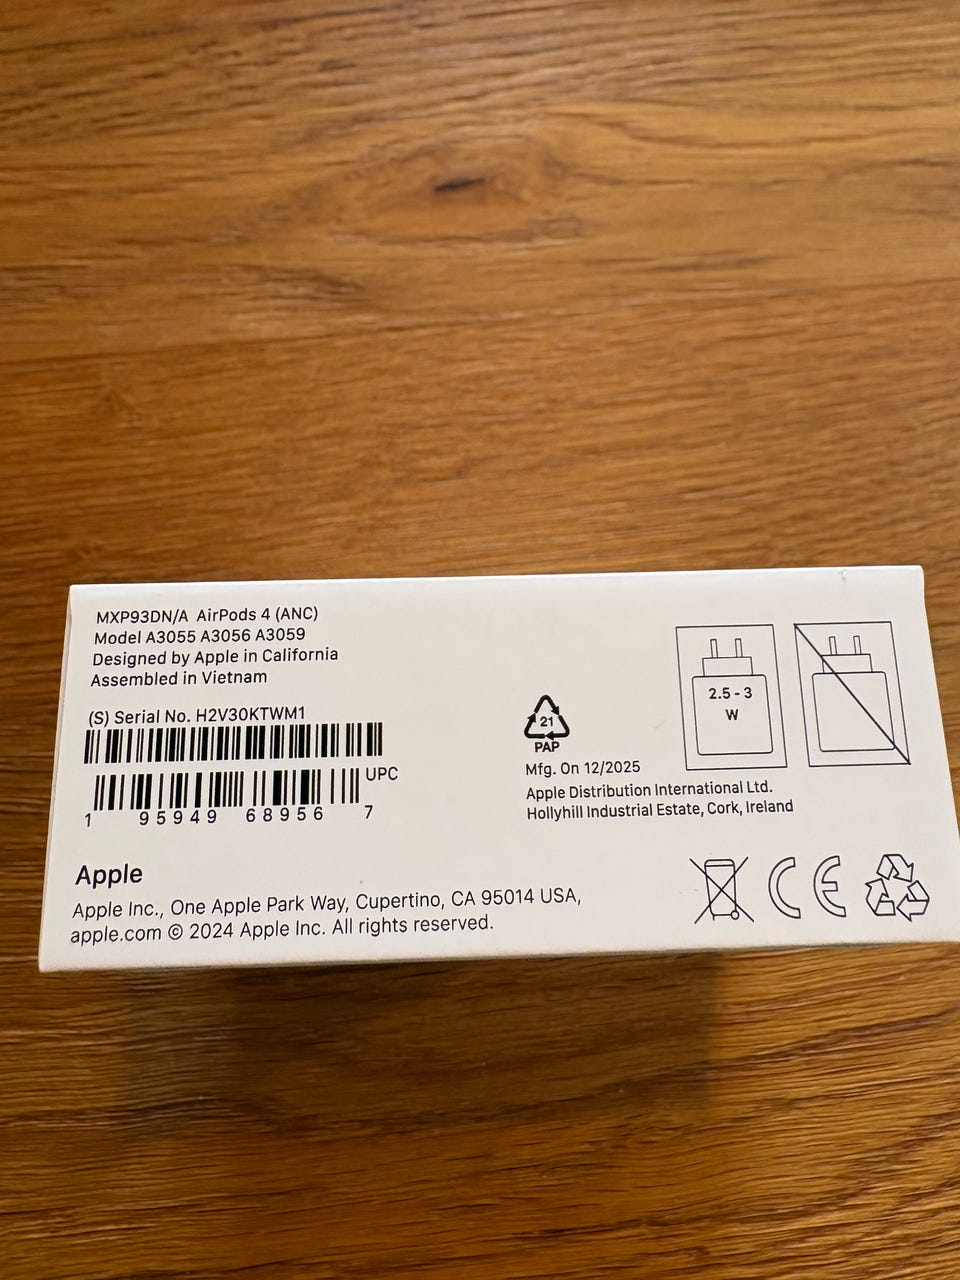 MXP93DN/A AirPods 4 (ANC)
Model A3055 A3056 A3059
Designed by Apple in California
Assembled in Vietnam
(S) Serial No. H2V30KTWM1
UPC
1 95949 68956 7
Apple
Apple Inc., One Apple Park Way, Cupertino, CA 95014 USA,
apple.com © 2024 Apple Inc. All rights reserved.
21
PAP
Mfg. On 12/2025
Apple Distribution International Ltd.
Hollyhill Industrial Estate, Cork, Ireland
2.5 - 3
W
CE